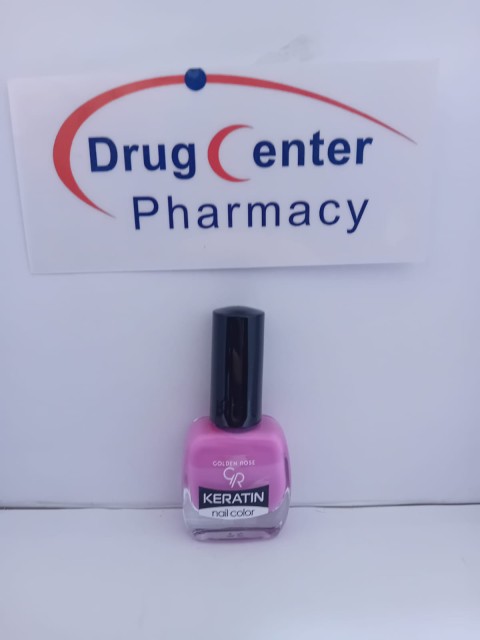 Drug Center
Pharmacy
GOLDEN ROSE
GR
KERATIN
nail color